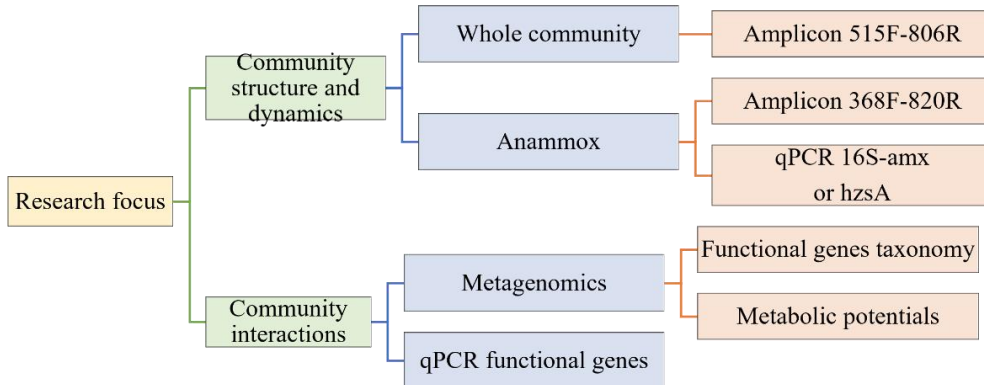 Research focus
Community
structure and
dynamics
Whole community
Amplicon 515F-806R
Anammox
Amplicon 368F-820R
qPCR 16S-amx
or hzsA
Community
interactions
Metagenomics
Functional genes taxonomy
Metabolic potentials
qPCR functional genes